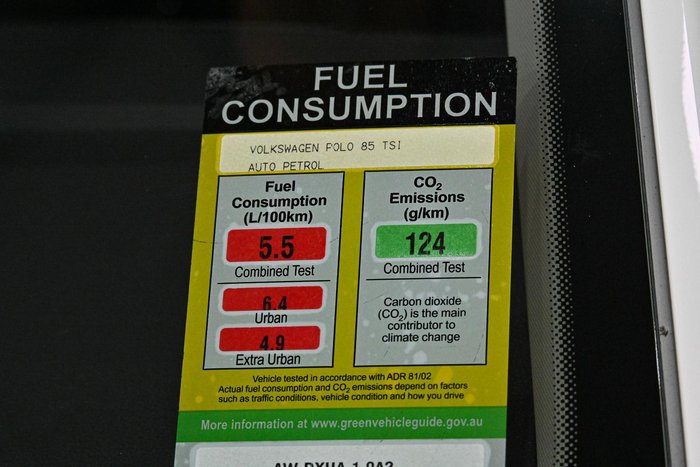 FUEL
CONSUMPTION
VOLKSWAGEN POLO 85 TSI
AUTO PETROL
Fuel
Consumption
(L/100km)
5.5
Combined Test
6.4
Urban
4.9
Extra Urban
CO₂
Emissions
(g/km)
124
Combined Test
Carbon dioxide
(CO₂) is the main
contributor to
climate change
Vehicle tested in accordance with ADR 81/02
Actual fuel consumption and CO₂ emissions depend on factors
such as traffic conditions, vehicle condition and how you drive
More information at www.greenvehicleguide.gov.au